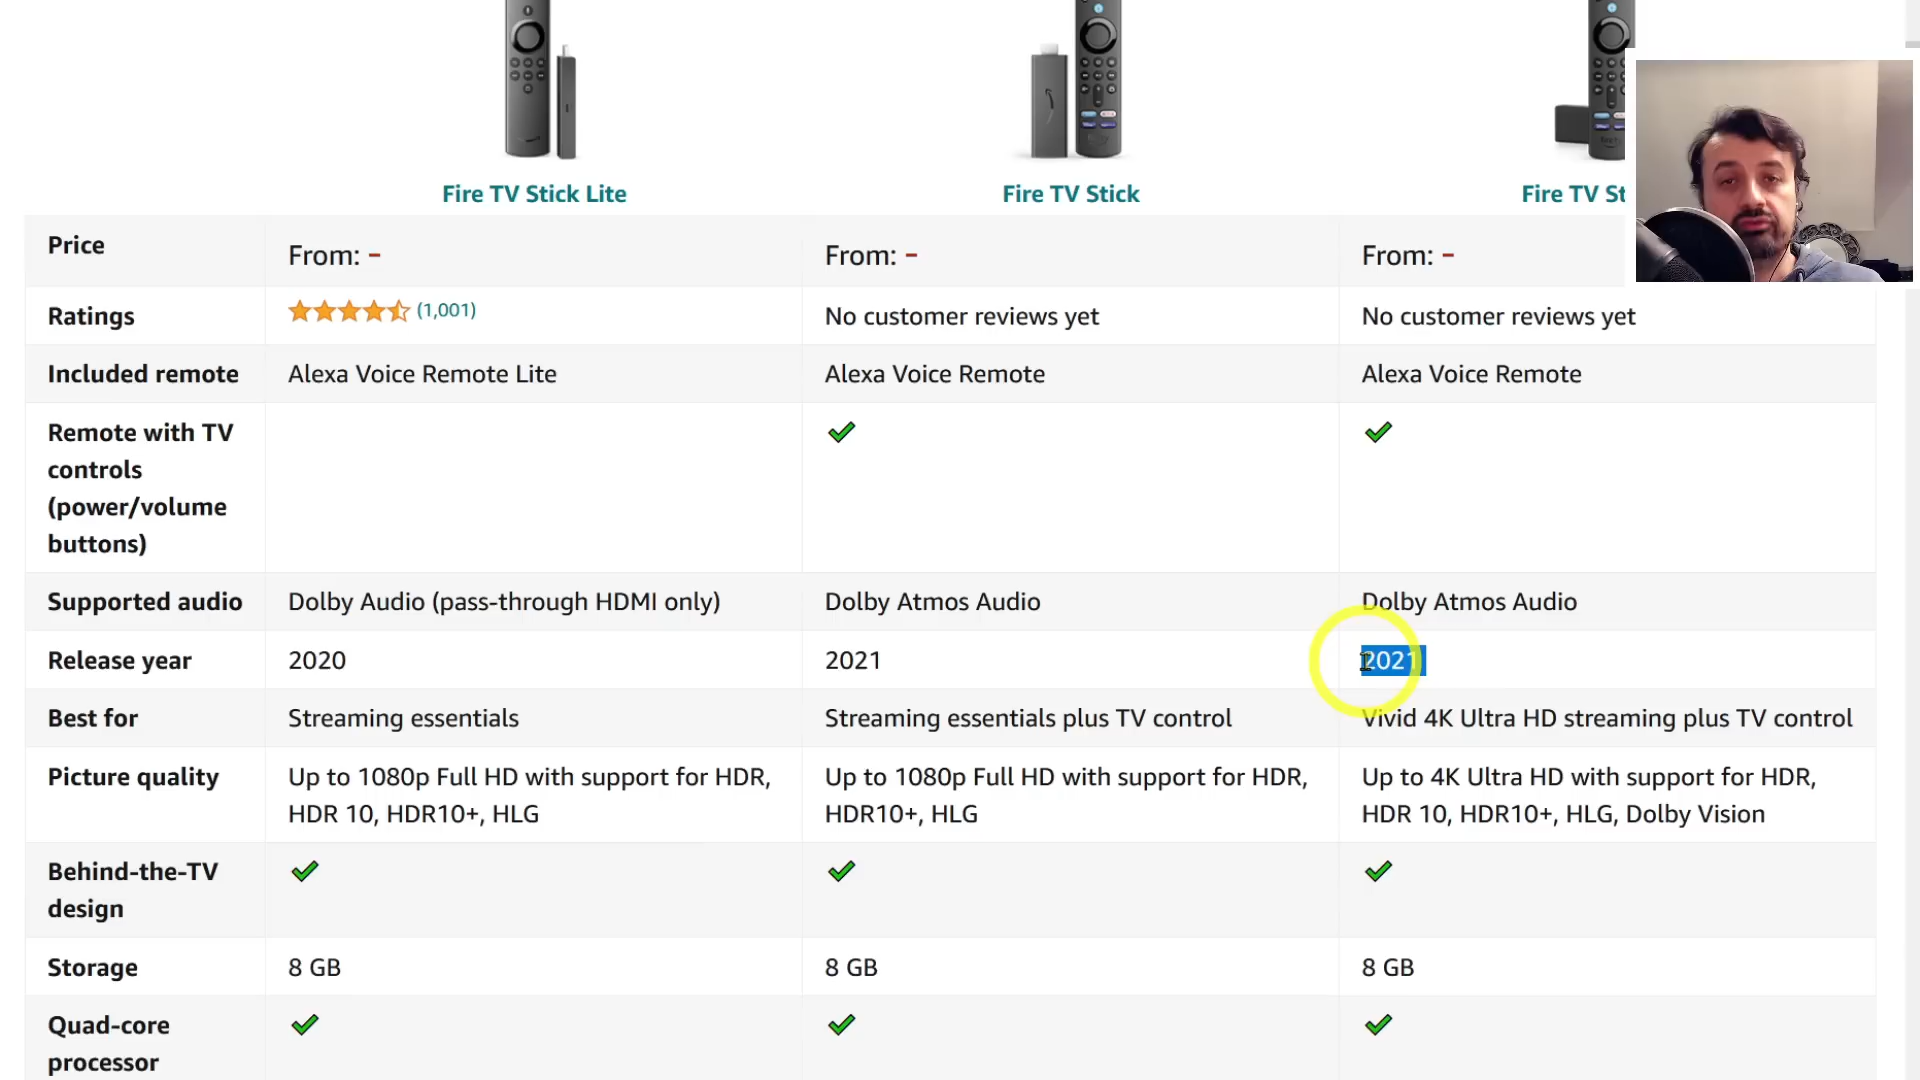 Fire TV Stick Lite
Fire TV Stick
Fire TV St
Price
From: –
From: –
From: –
Ratings
(1,001)
No customer reviews yet
No customer reviews yet
Included remote
Alexa Voice Remote Lite
Alexa Voice Remote
Alexa Voice Remote
Remote with TV
controls
(power/volume
buttons)
Supported audio
Dolby Audio (pass-through HDMI only)
Dolby Atmos Audio
Dolby Atmos Audio
Release year
2020
2021
2021
Best for
Streaming essentials
Streaming essentials plus TV control
Vivid 4K Ultra HD streaming plus TV control
Picture quality
Up to 1080p Full HD with support for HDR,
HDR 10, HDR10+, HLG
Up to 1080p Full HD with support for HDR,
HDR10+, HLG
Up to 4K Ultra HD with support for HDR,
HDR 10, HDR10+, HLG, Dolby Vision
Behind-the-TV
design
Storage
8 GB
8 GB
8 GB
Quad-core
processor